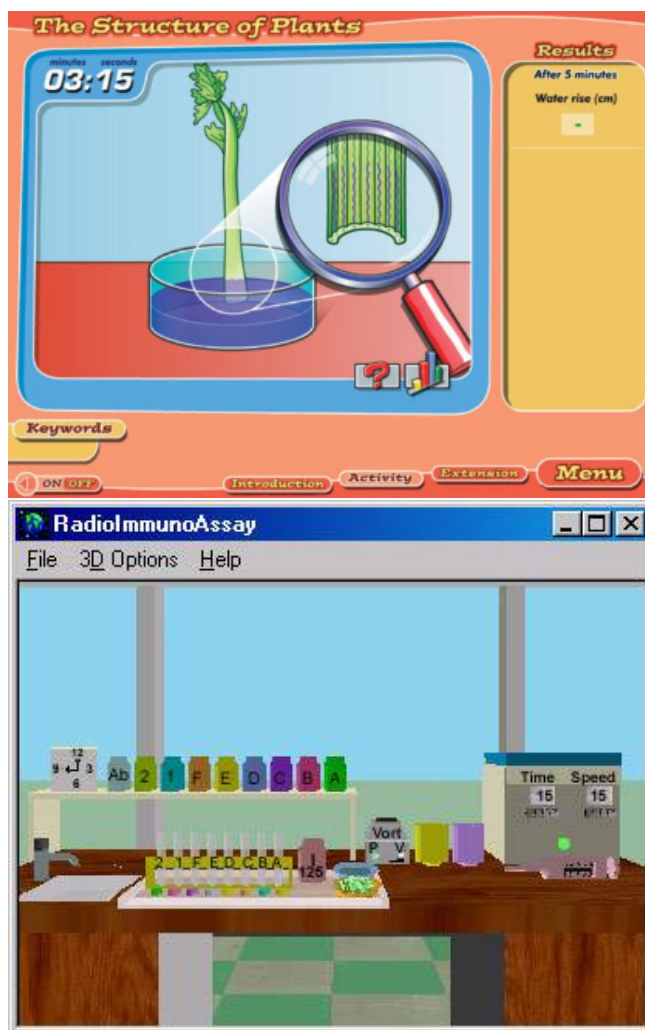 The Structure of Plants
minutes seconds
03:15
Results
After 5 minutes
Water rise (cm)
-
Keywords
ON OFF
Introduction
Activity
Extension
Menu
RadioImmunoAssay
File 3D Options Help
12
9 3
6
Ab 2 1 F E D C B A
Time Speed
15 15
Vort
P V
2 1 F E D C B A
I
125